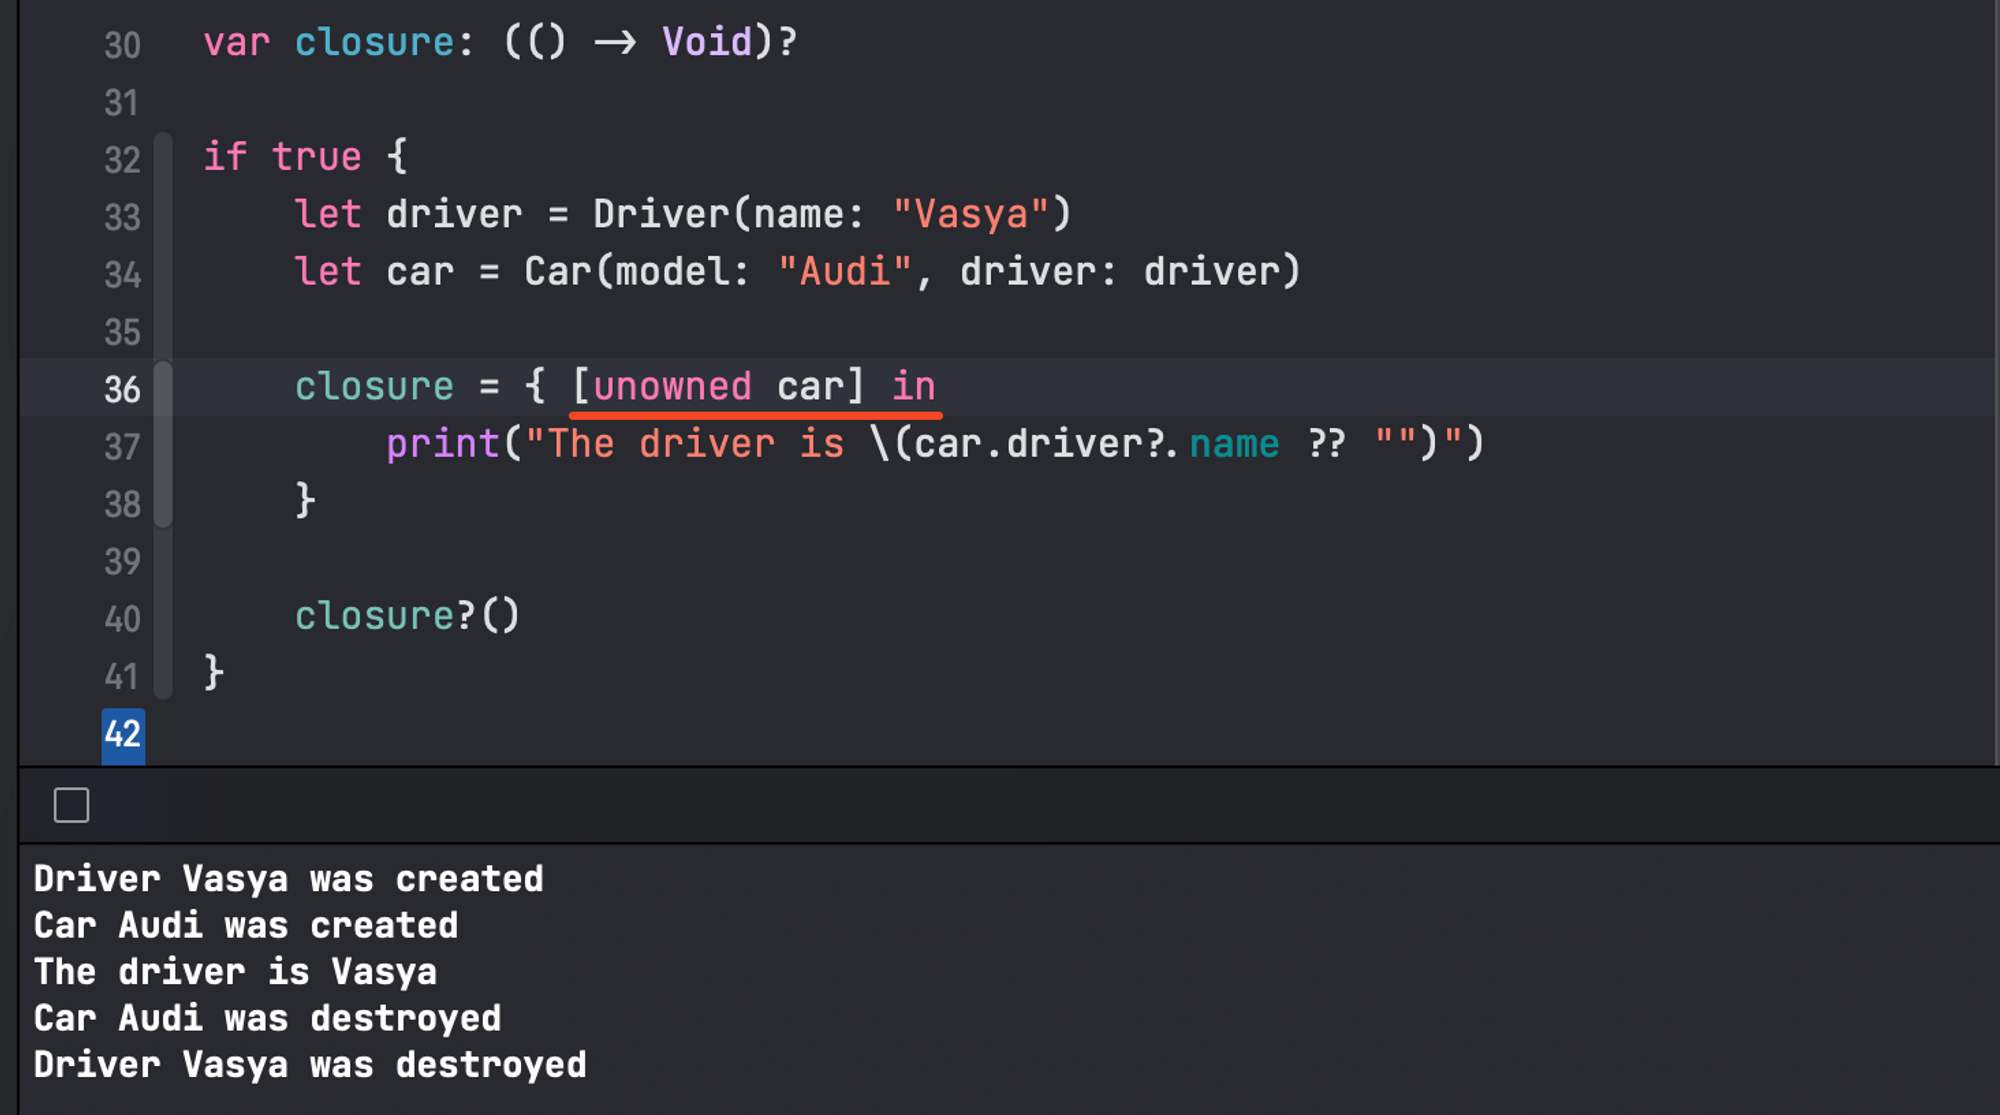 30 var closure: (() -> Void)?
31
32 if true {
33     let driver = Driver(name: "Vasya")
34     let car = Car(model: "Audi", driver: driver)
35
36     closure = { [unowned car] in
37         print("The driver is \(car.driver?.name ?? "")")
38     }
39
40     closure?()
41 }
42
Driver Vasya was created
Car Audi was created
The driver is Vasya
Car Audi was destroyed
Driver Vasya was destroyed